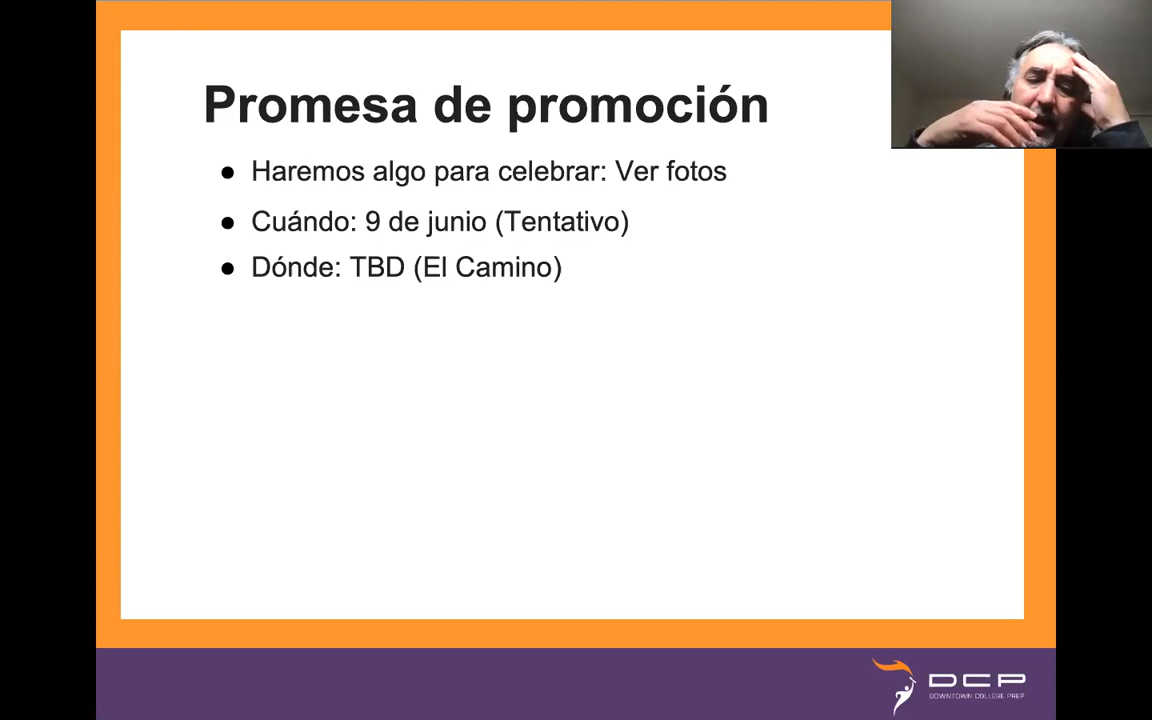 Promesa de promoción
● Haremos algo para celebrar: Ver fotos
● Cuándo: 9 de junio (Tentativo)
● Dónde: TBD (El Camino)
DCP
DOWNTOWN COLLEGE PREP